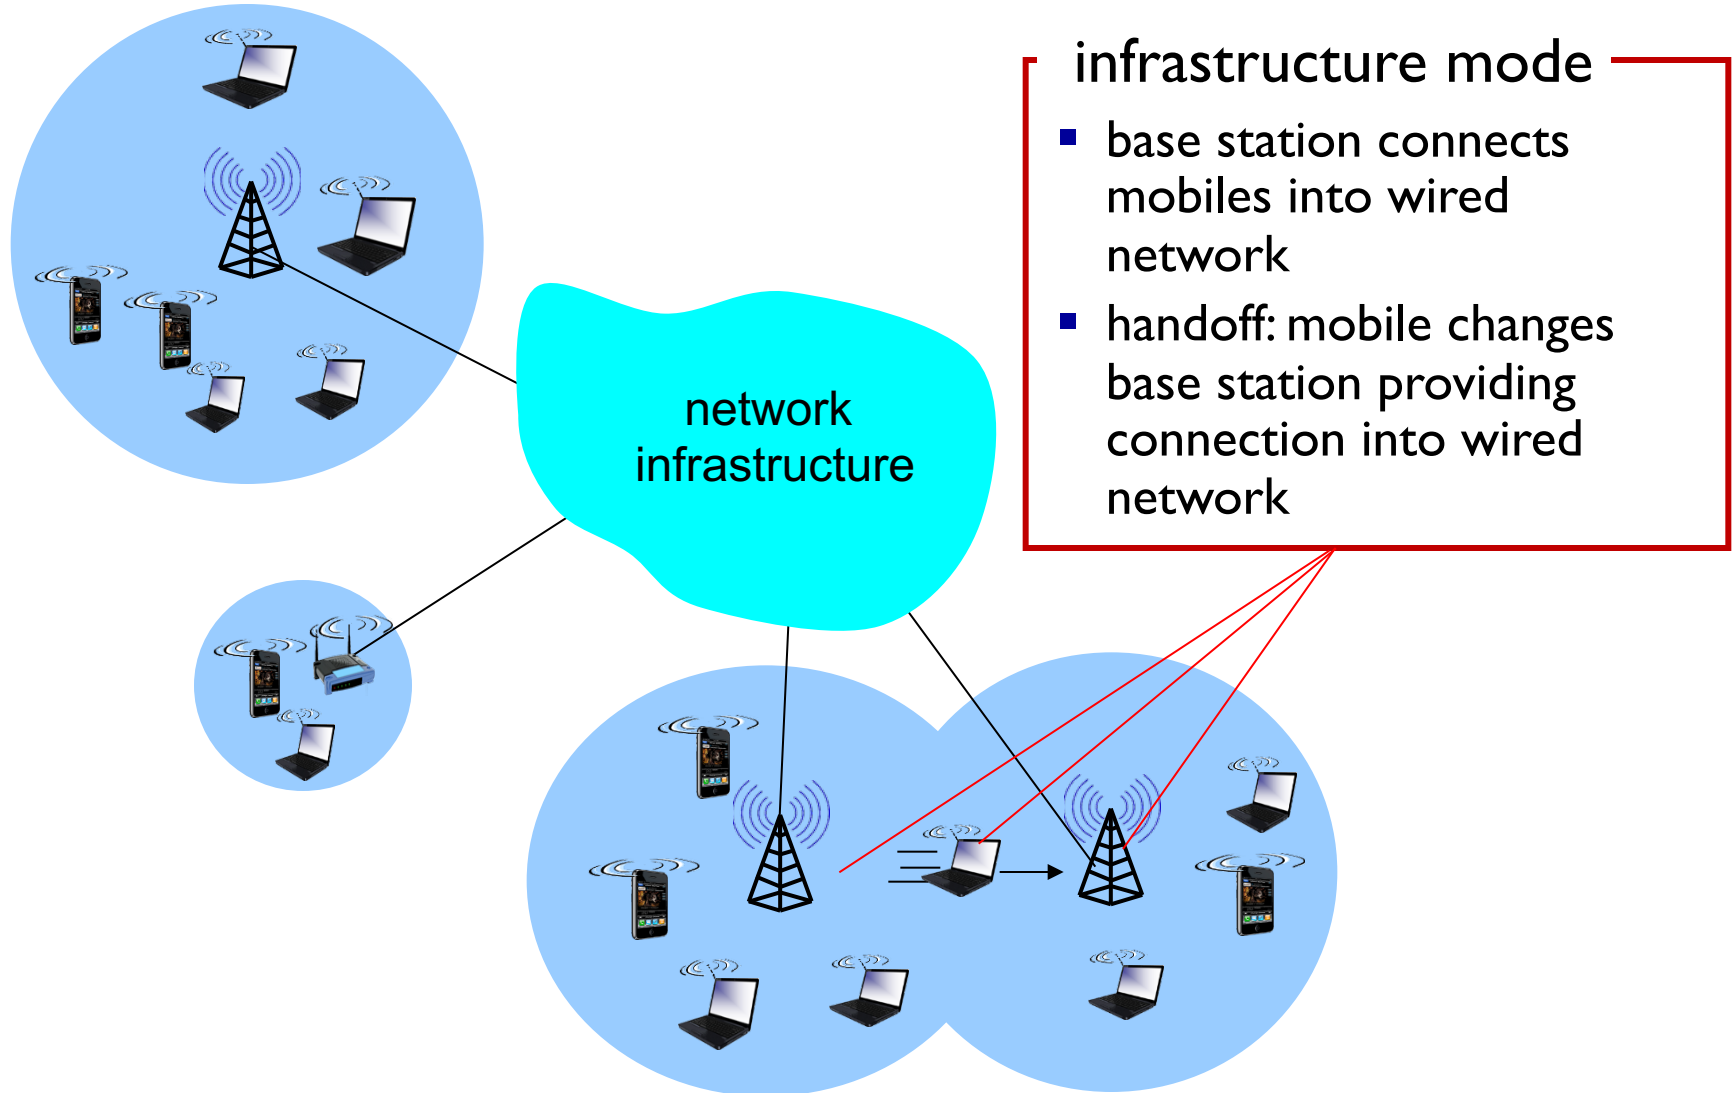 infrastructure mode
base station connects
mobiles into wired
network
handoff: mobile changes
base station providing
connection into wired
network
network
infrastructure